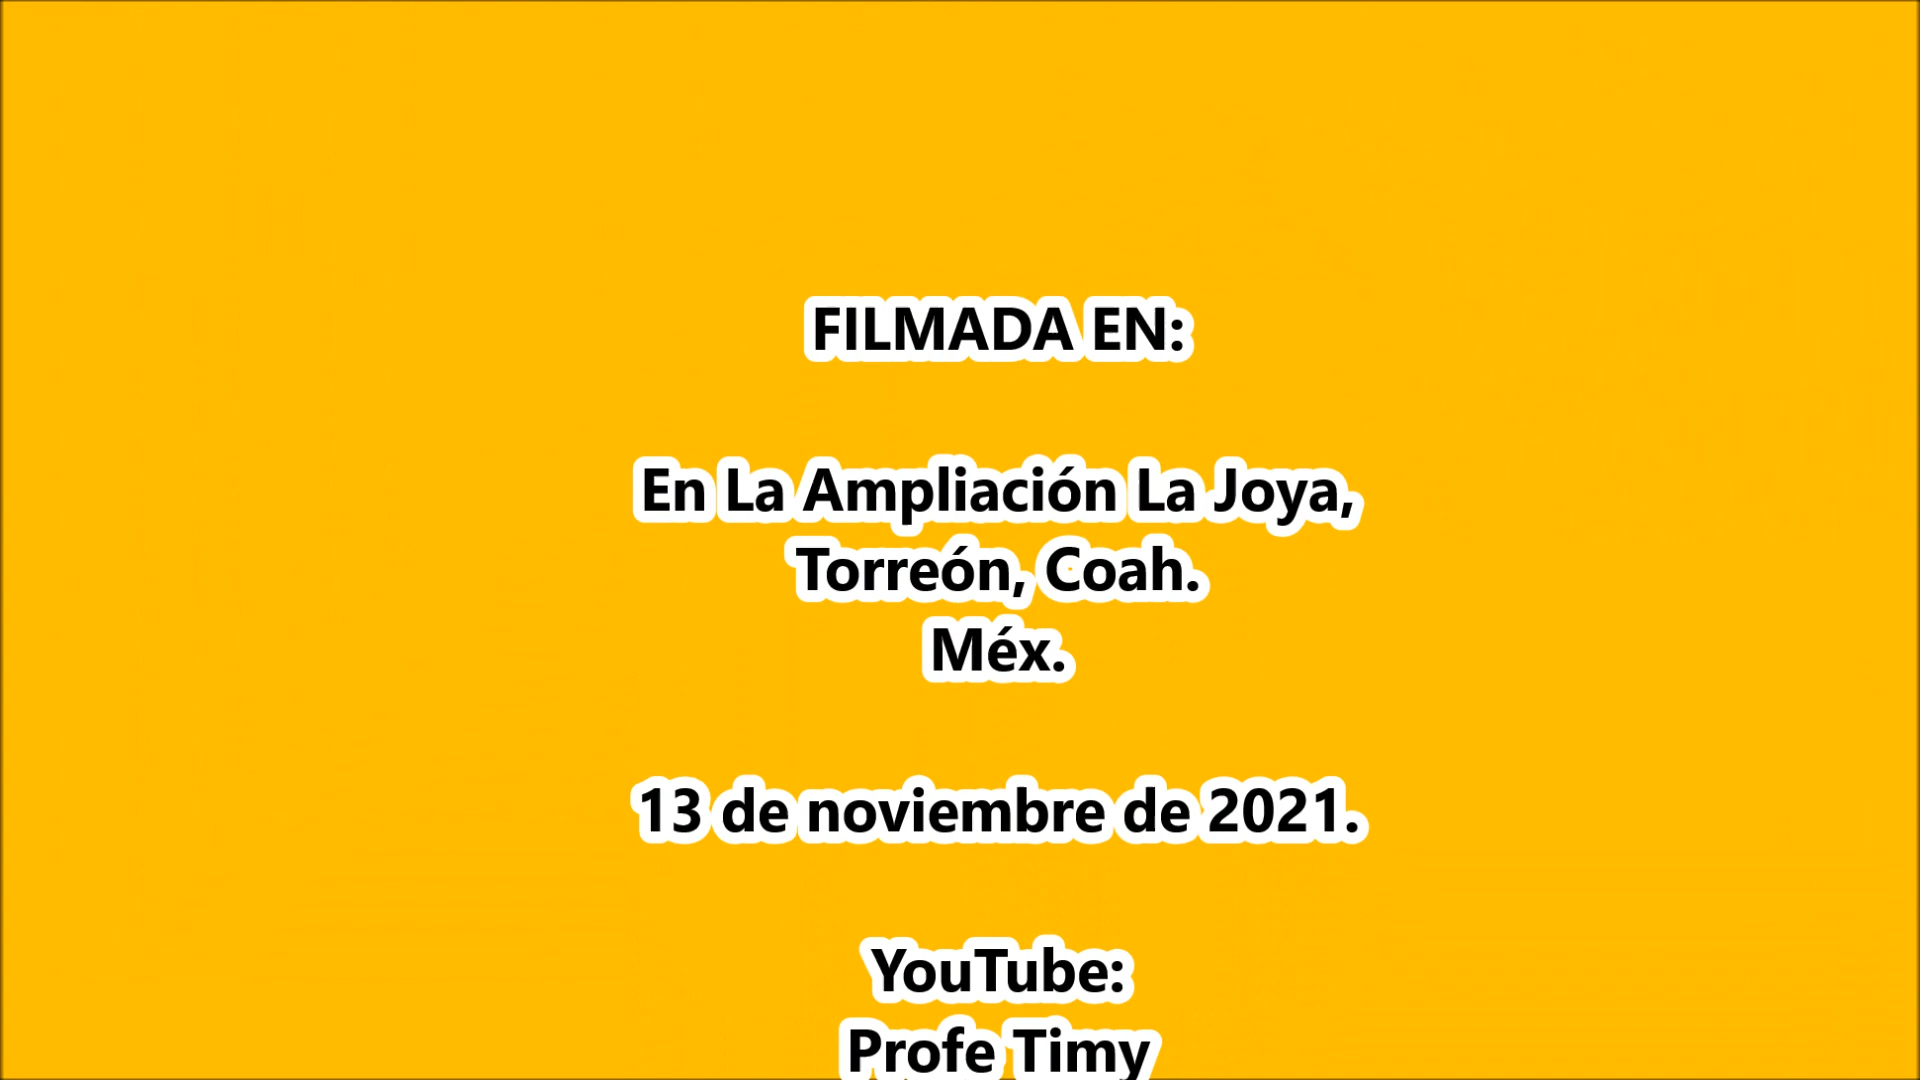 FILMADA EN:
En La Ampliación La Joya,
Torreón, Coah.
Méx.
13 de noviembre de 2021.
YouTube:
Profe Timy